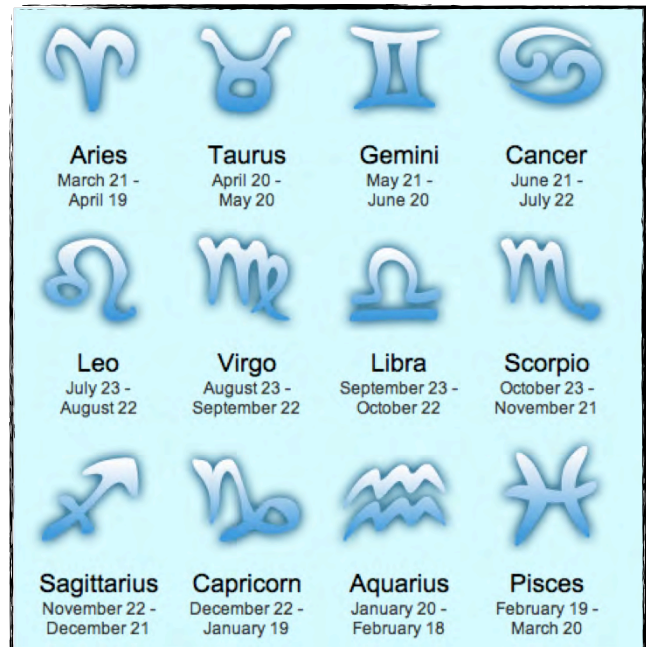 Aries
March 21 -
April 19
Taurus
April 20 -
May 20
Gemini
May 21 -
June 20
Cancer
June 21 -
July 22
Leo
July 23 -
August 22
Virgo
August 23 -
September 22
Libra
September 23 -
October 22
Scorpio
October 23 -
November 21
Sagittarius
November 22 -
December 21
Capricorn
December 22 -
January 19
Aquarius
January 20 -
February 18
Pisces
February 19 -
March 20